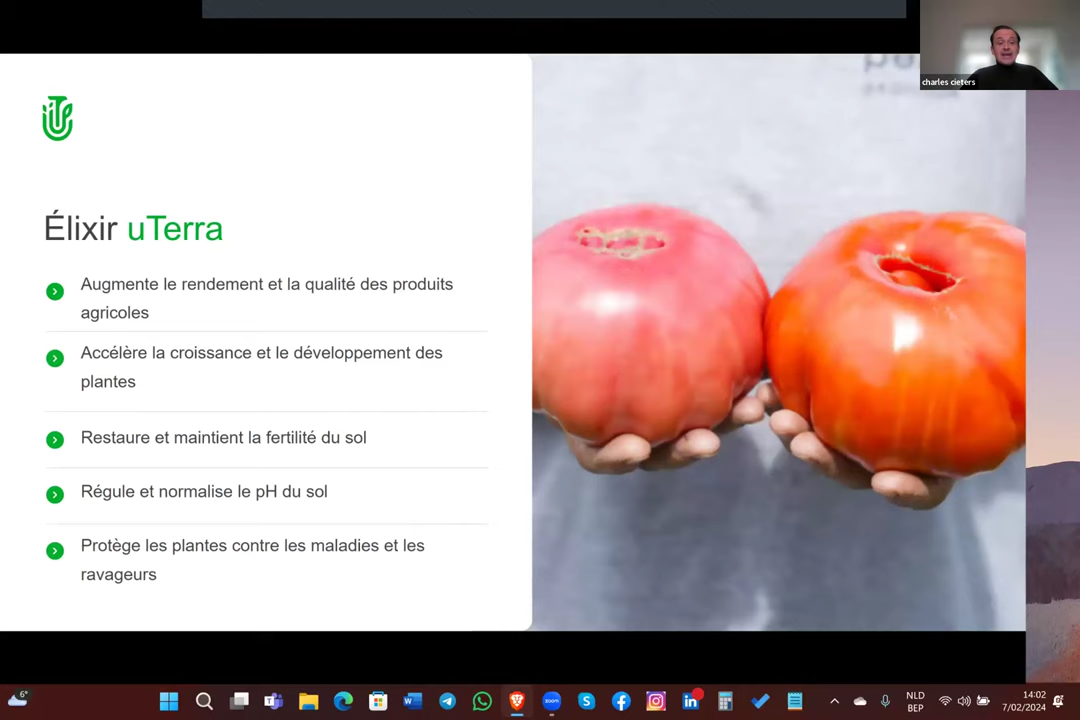 charles cieters
Élixir uTerra
Augmente le rendement et la qualité des produits
agricoles
Accélère la croissance et le développement des
plantes
Restaure et maintient la fertilité du sol
Régule et normalise le pH du sol
Protège les plantes contre les maladies et les
ravageurs
6°
zoom
NLD
BEP
14:02
7/02/2024